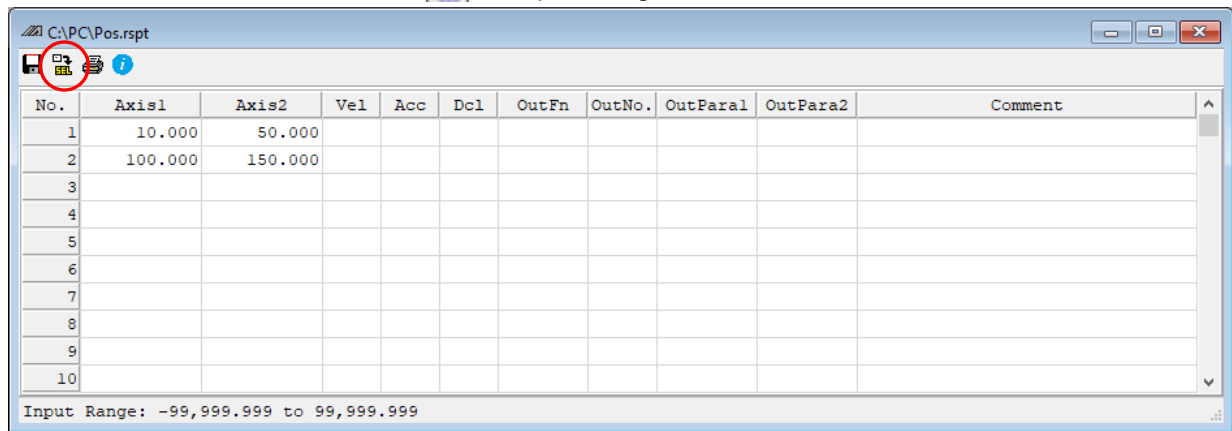 C:\PC\Pos.rspt
SEL
No. Axis1 Axis2 Vel Acc Dcl OutFn OutNo. OutPara1 OutPara2 Comment
1 10.000 50.000
2 100.000 150.000
3
4
5
6
7
8
9
10
Input Range: -99,999.999 to 99,999.999